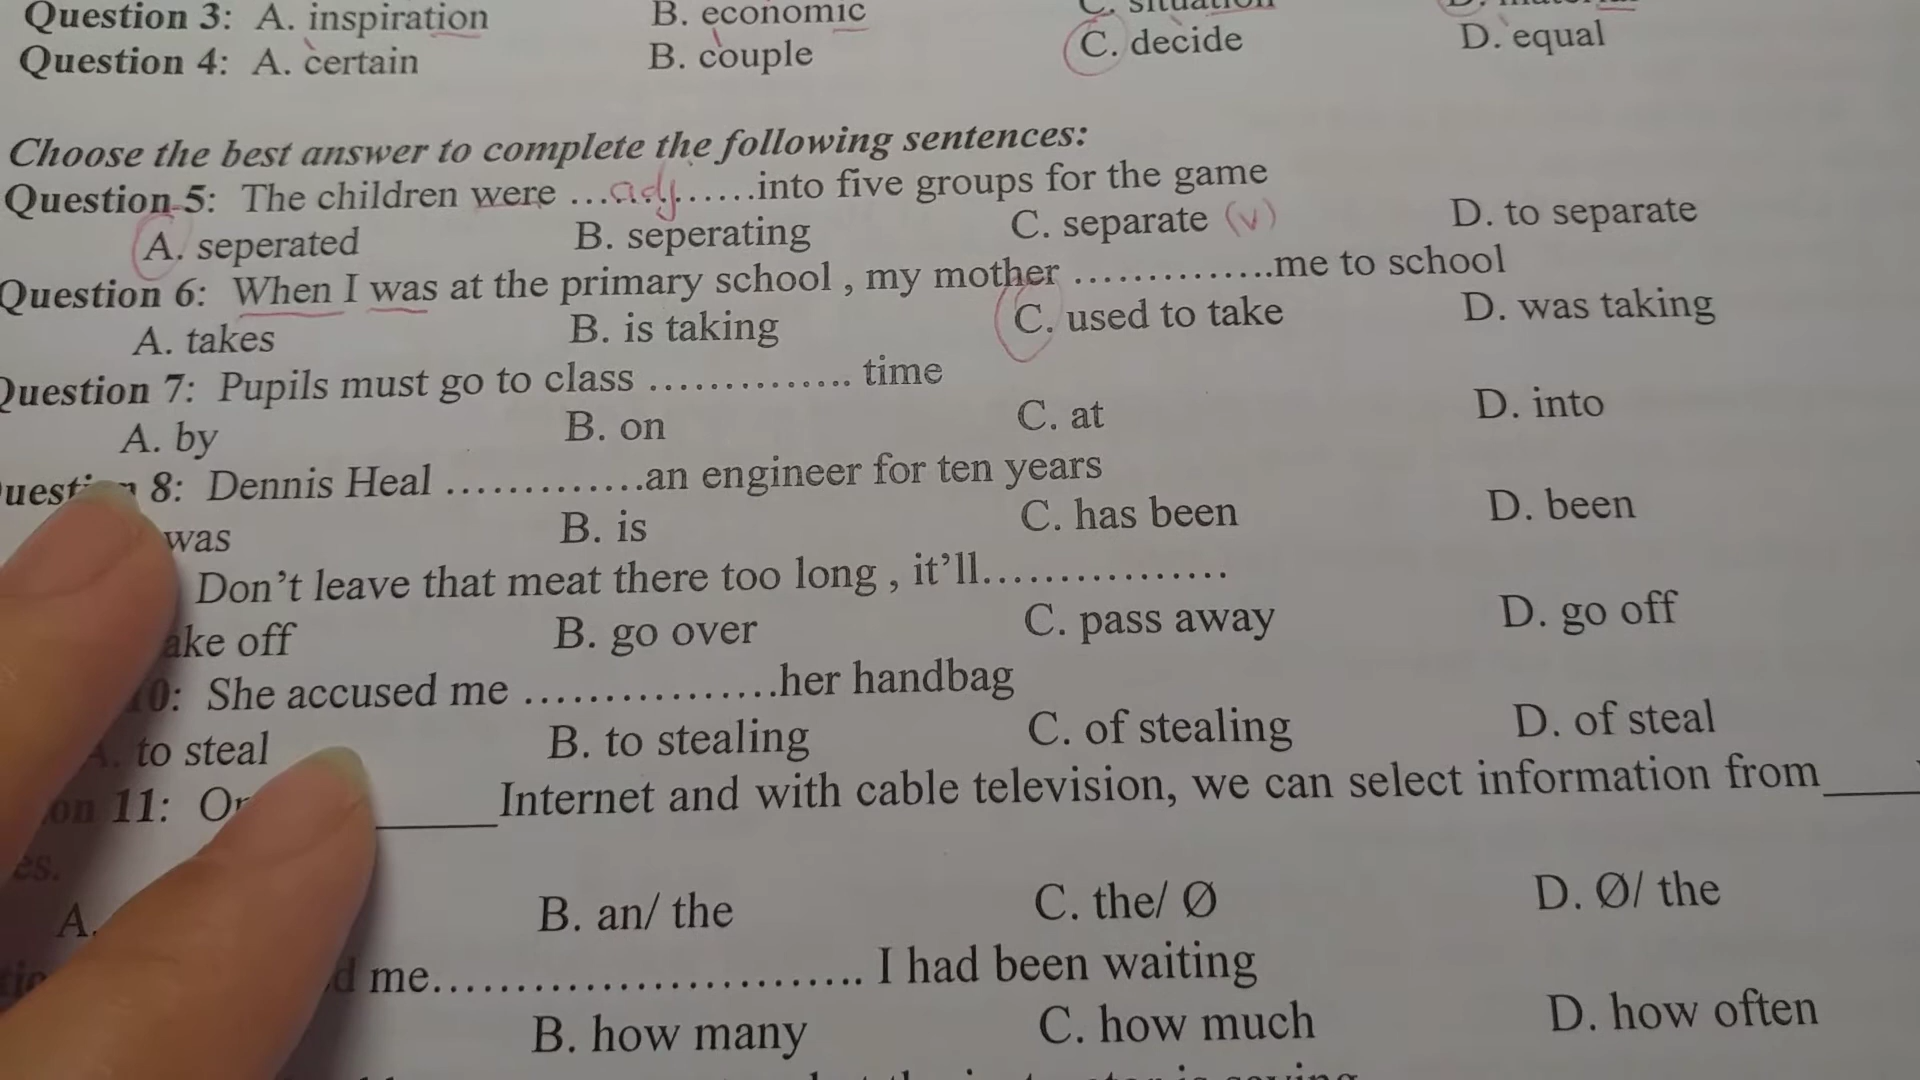 Question 3: A. inspiration B. economic C. situation
Question 4: A. certain B. couple C. decide D. equal
Choose the best answer to complete the following sentences:
Question 5: The children were ...adj......into five groups for the game
A. seperated B. seperating C. separate (v) D. to separate
Question 6: When I was at the primary school , my mother ..............me to school
A. takes B. is taking C. used to take D. was taking
Question 7: Pupils must go to class .............. time
A. by B. on C. at D. into
8: Dennis Heal .............an engineer for ten years
was B. is C. has been D. been
Don't leave that meat there too long , it'll................
off B. go over C. pass away D. go off
She accused me ................her handbag
A. to steal B. to stealing C. of stealing D. of steal
11: Internet and with cable television, we can select information from
A. B. an/ the C. the/ Ø D. Ø/ the
me........................... I had been waiting
B. how many C. how much D. how often